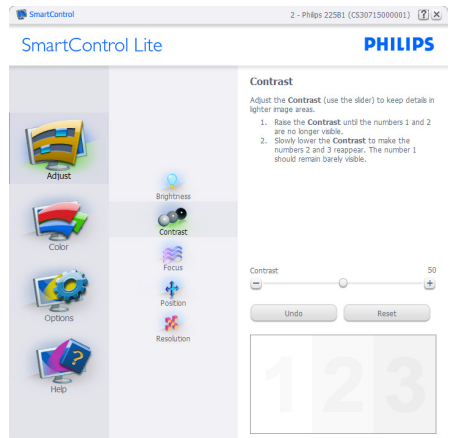 SmartControl
2 - Philips 225B1 (CS30715000001)
SmartControl Lite
PHILIPS
Adjust
Color
Options
Help
Brightness
Contrast
Focus
Position
Resolution
Contrast
Adjust the Contrast (use the slider) to keep details in
lighter image areas.
1. Raise the Contrast until the numbers 1 and 2
are no longer visible.
2. Slowly lower the Contrast to make the
numbers 2 and 3 reappear. The number 1
should remain barely visible.
Contrast 50
Undo Reset
1 2 3